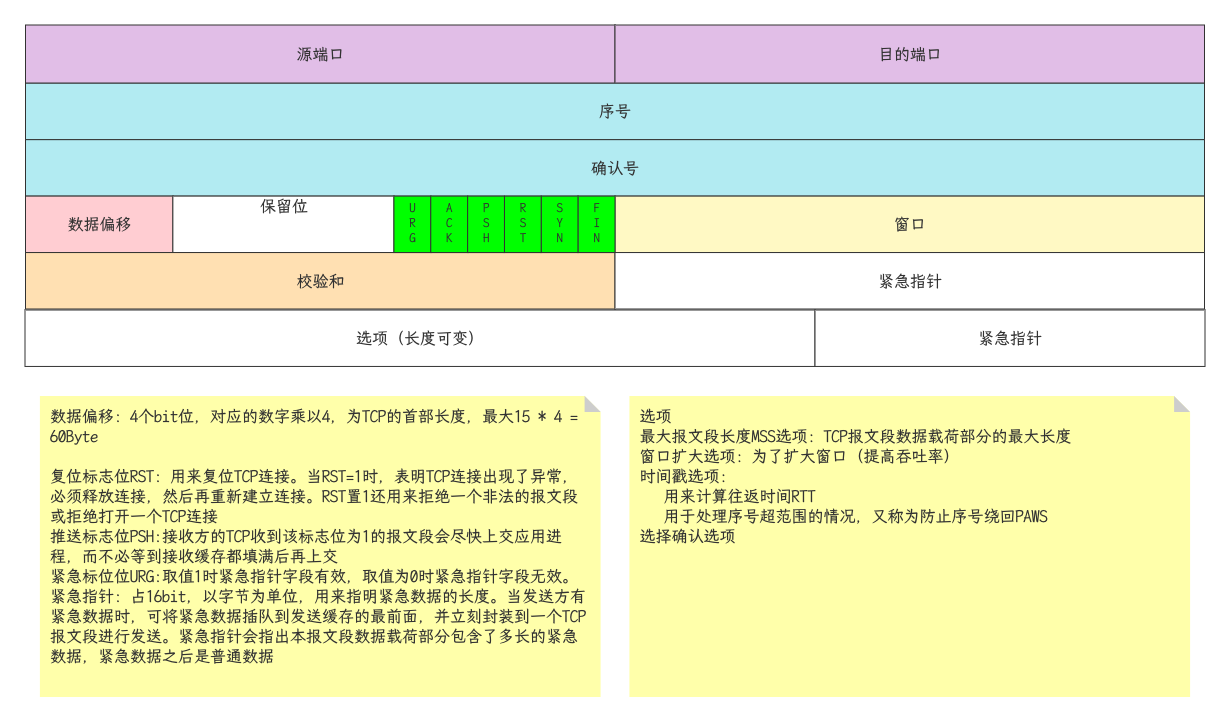 源端口 目的端口
序号
确认号
数据偏移 保留位 URG ACK PSH RST SYN FIN 窗口
校验和 紧急指针
选项（长度可变） 紧急指针
数据偏移：4个bit位，对应的数字乘以4，为TCP的首部长度，最大15 * 4 =
60Byte
复位标志位RST：用来复位TCP连接。当RST=1时，表明TCP连接出现了异常，
必须释放连接，然后再重新建立连接。RST置1还用来拒绝一个非法的报文段
或拒绝打开一个TCP连接
推送标志位PSH:接收方的TCP收到该标志位为1的报文段会尽快上交应用进
程，而不必等到接收缓存都填满后再上交
紧急标位位URG:取值1时紧急指针字段有效，取值为0时紧急指针字段无效。
紧急指针：占16bit，以字节为单位，用来指明紧急数据的长度。当发送方有
紧急数据时，可将紧急数据插队到发送缓存的最前面，并立刻封装到一个TCP
报文段进行发送。紧急指针会指出本报文段数据载荷部分包含了多长的紧急
数据，紧急数据之后是普通数据
选项
最大报文段长度MSS选项：TCP报文段数据载荷部分的最大长度
窗口扩大选项：为了扩大窗口（提高吞吐率）
时间戳选项：
用来计算往返时间RTT
用于处理序号超范围的情况，又称为防止序号绕回PAWS
选择确认选项